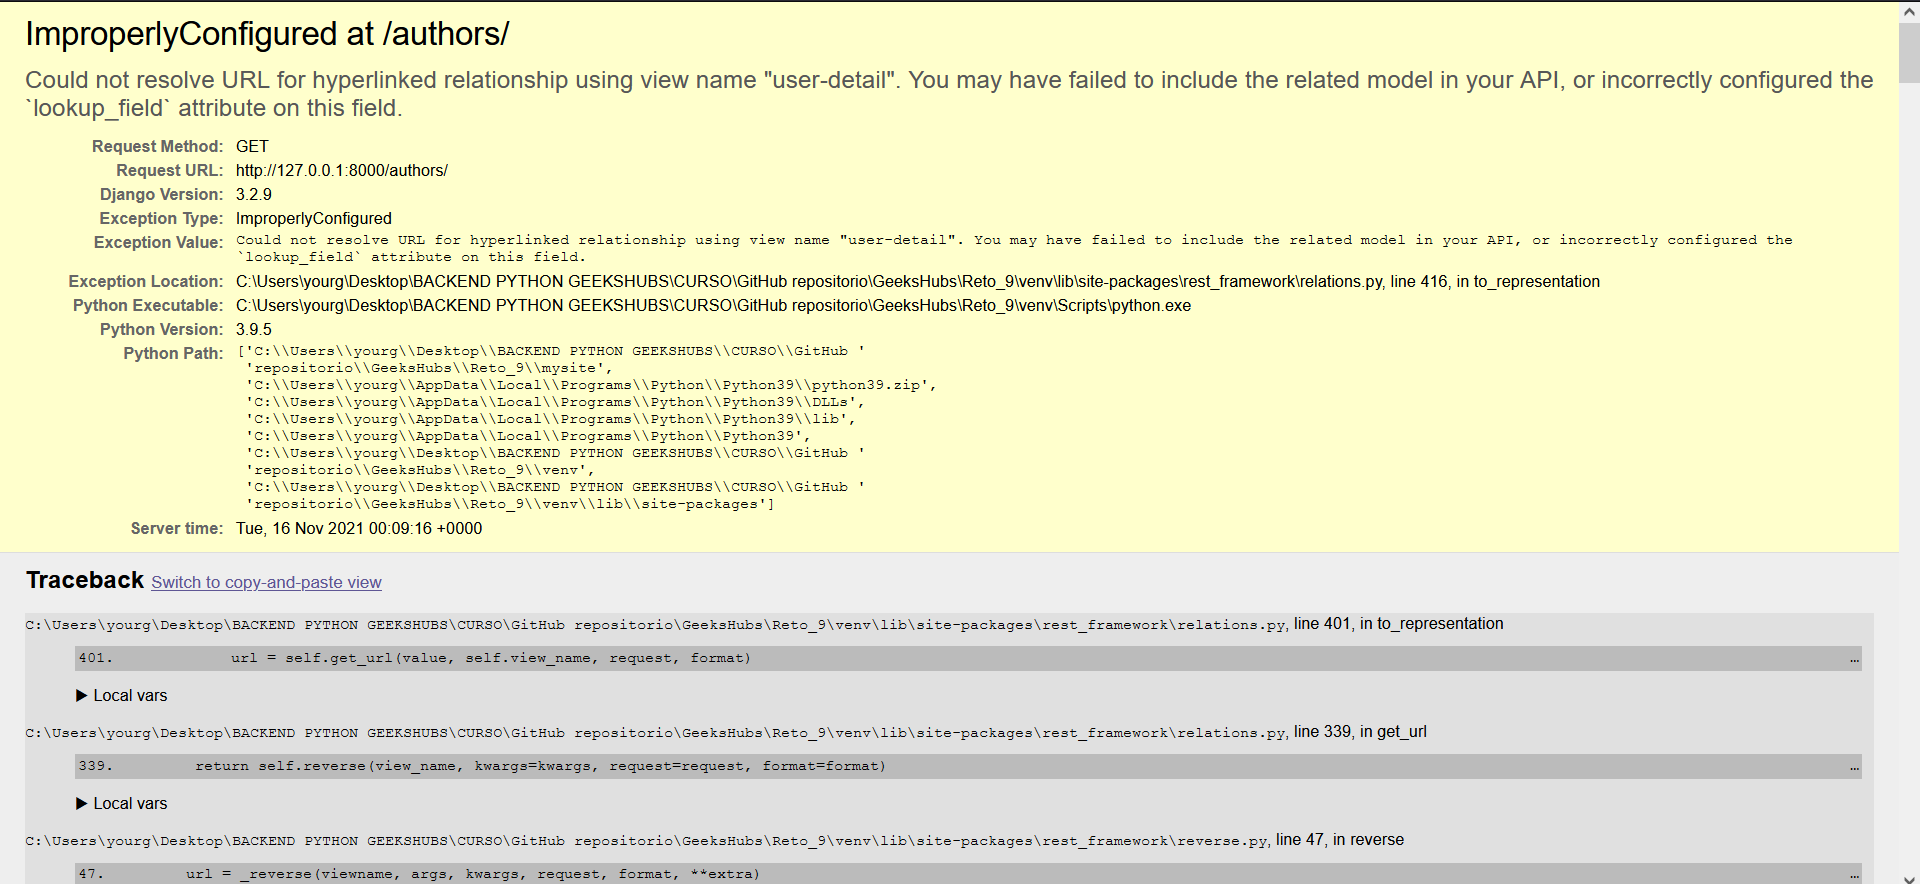 ImproperlyConfigured at /authors/
Could not resolve URL for hyperlinked relationship using view name "user-detail". You may have failed to include the related model in your API, or incorrectly configured the
`lookup_field` attribute on this field.
Request Method: GET
Request URL: http://127.0.0.1:8000/authors/
Django Version: 3.2.9
Exception Type: ImproperlyConfigured
Exception Value: Could not resolve URL for hyperlinked relationship using view name "user-detail". You may have failed to include the related model in your API, or incorrectly configured the
`lookup_field` attribute on this field.
Exception Location: C:\Users\yourg\Desktop\BACKEND PYTHON GEEKSHUBS\CURSO\GitHub repositorio\GeeksHubs\Reto_9\venv\lib\site-packages\rest_framework\relations.py, line 416, in to_representation
Python Executable: C:\Users\yourg\Desktop\BACKEND PYTHON GEEKSHUBS\CURSO\GitHub repositorio\GeeksHubs\Reto_9\venv\Scripts\python.exe
Python Version: 3.9.5
Python Path: ['C:\\Users\\yourg\\Desktop\\BACKEND PYTHON GEEKSHUBS\\CURSO\\GitHub '
'repositorio\\GeeksHubs\\Reto_9\\mysite',
'C:\\Users\\yourg\\AppData\\Local\\Programs\\Python\\Python39\\python39.zip',
'C:\\Users\\yourg\\AppData\\Local\\Programs\\Python\\Python39\\DLLs',
'C:\\Users\\yourg\\AppData\\Local\\Programs\\Python\\Python39\\lib',
'C:\\Users\\yourg\\AppData\\Local\\Programs\\Python\\Python39',
'C:\\Users\\yourg\\Desktop\\BACKEND PYTHON GEEKSHUBS\\CURSO\\GitHub '
'repositorio\\GeeksHubs\\Reto_9\\venv',
'C:\\Users\\yourg\\Desktop\\BACKEND PYTHON GEEKSHUBS\\CURSO\\GitHub '
'repositorio\\GeeksHubs\\Reto_9\\venv\\lib\\site-packages']
Server time: Tue, 16 Nov 2021 00:09:16 +0000
Traceback Switch to copy-and-paste view
C:\Users\yourg\Desktop\BACKEND PYTHON GEEKSHUBS\CURSO\GitHub repositorio\GeeksHubs\Reto_9\venv\lib\site-packages\rest_framework\relations.py, line 401, in to_representation
401. url = self.get_url(value, self.view_name, request, format) …
▶ Local vars
C:\Users\yourg\Desktop\BACKEND PYTHON GEEKSHUBS\CURSO\GitHub repositorio\GeeksHubs\Reto_9\venv\lib\site-packages\rest_framework\relations.py, line 339, in get_url
339. return self.reverse(view_name, kwargs=kwargs, request=request, format=format) …
▶ Local vars
C:\Users\yourg\Desktop\BACKEND PYTHON GEEKSHUBS\CURSO\GitHub repositorio\GeeksHubs\Reto_9\venv\lib\site-packages\rest_framework\reverse.py, line 47, in reverse
47. url = _reverse(viewname, args, kwargs, request, format, **extra) …